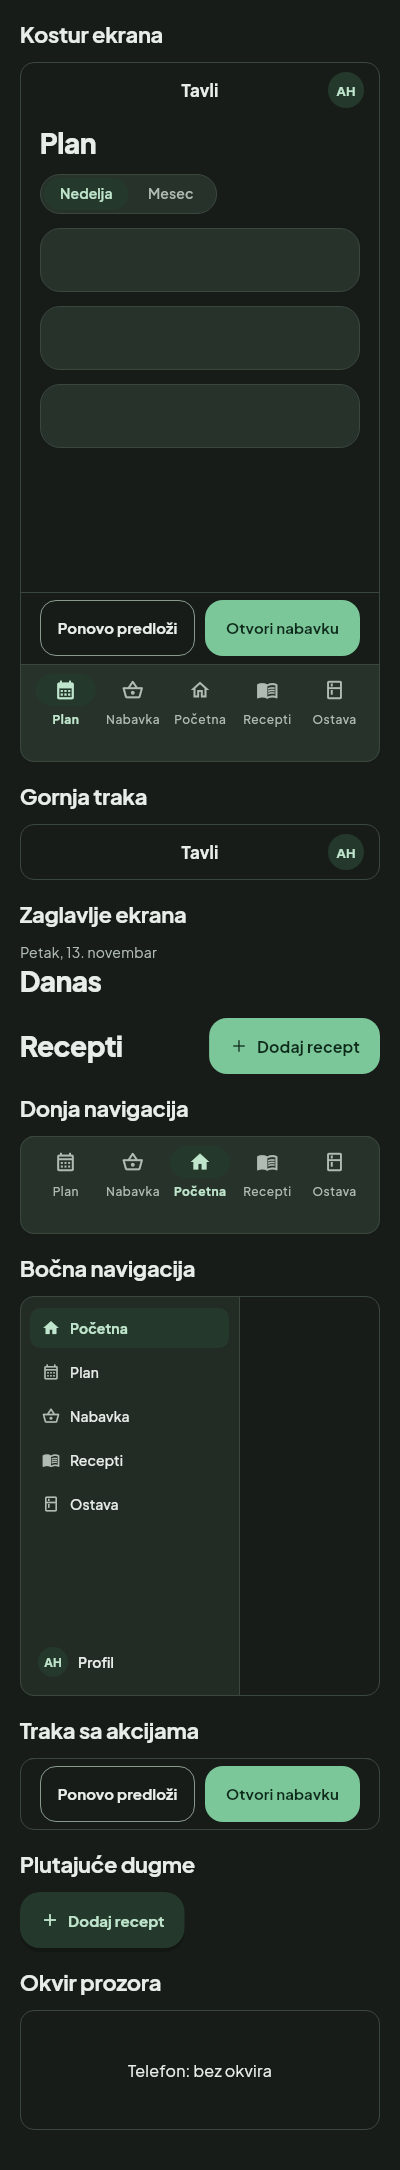 Kostur ekrana
Tavli
AH
Plan
Nedelja
Mesec
Ponovo predloži
Otvori nabavku
Plan
Nabavka
Početna
Recepti
Ostava
Gornja traka
Tavli
AH
Zaglavlje ekrana
Petak, 13. novembar
Danas
Recepti
Dodaj recept
Donja navigacija
Plan
Nabavka
Početna
Recepti
Ostava
Bočna navigacija
Početna
Plan
Nabavka
Recepti
Ostava
AH
Profil
Traka sa akcijama
Ponovo predloži
Otvori nabavku
Plutajuće dugme
Dodaj recept
Okvir prozora
Telefon: bez okvira